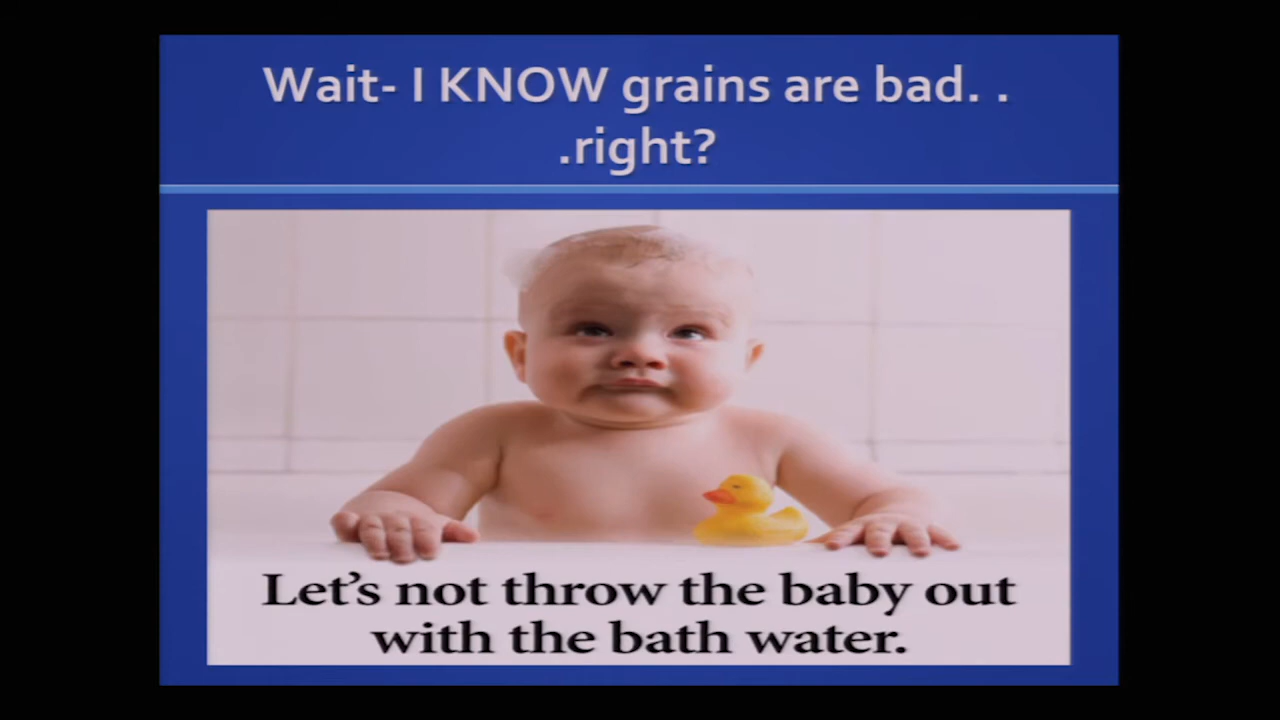 Wait- I KNOW grains are bad. .
.right?
Let's not throw the baby out
with the bath water.